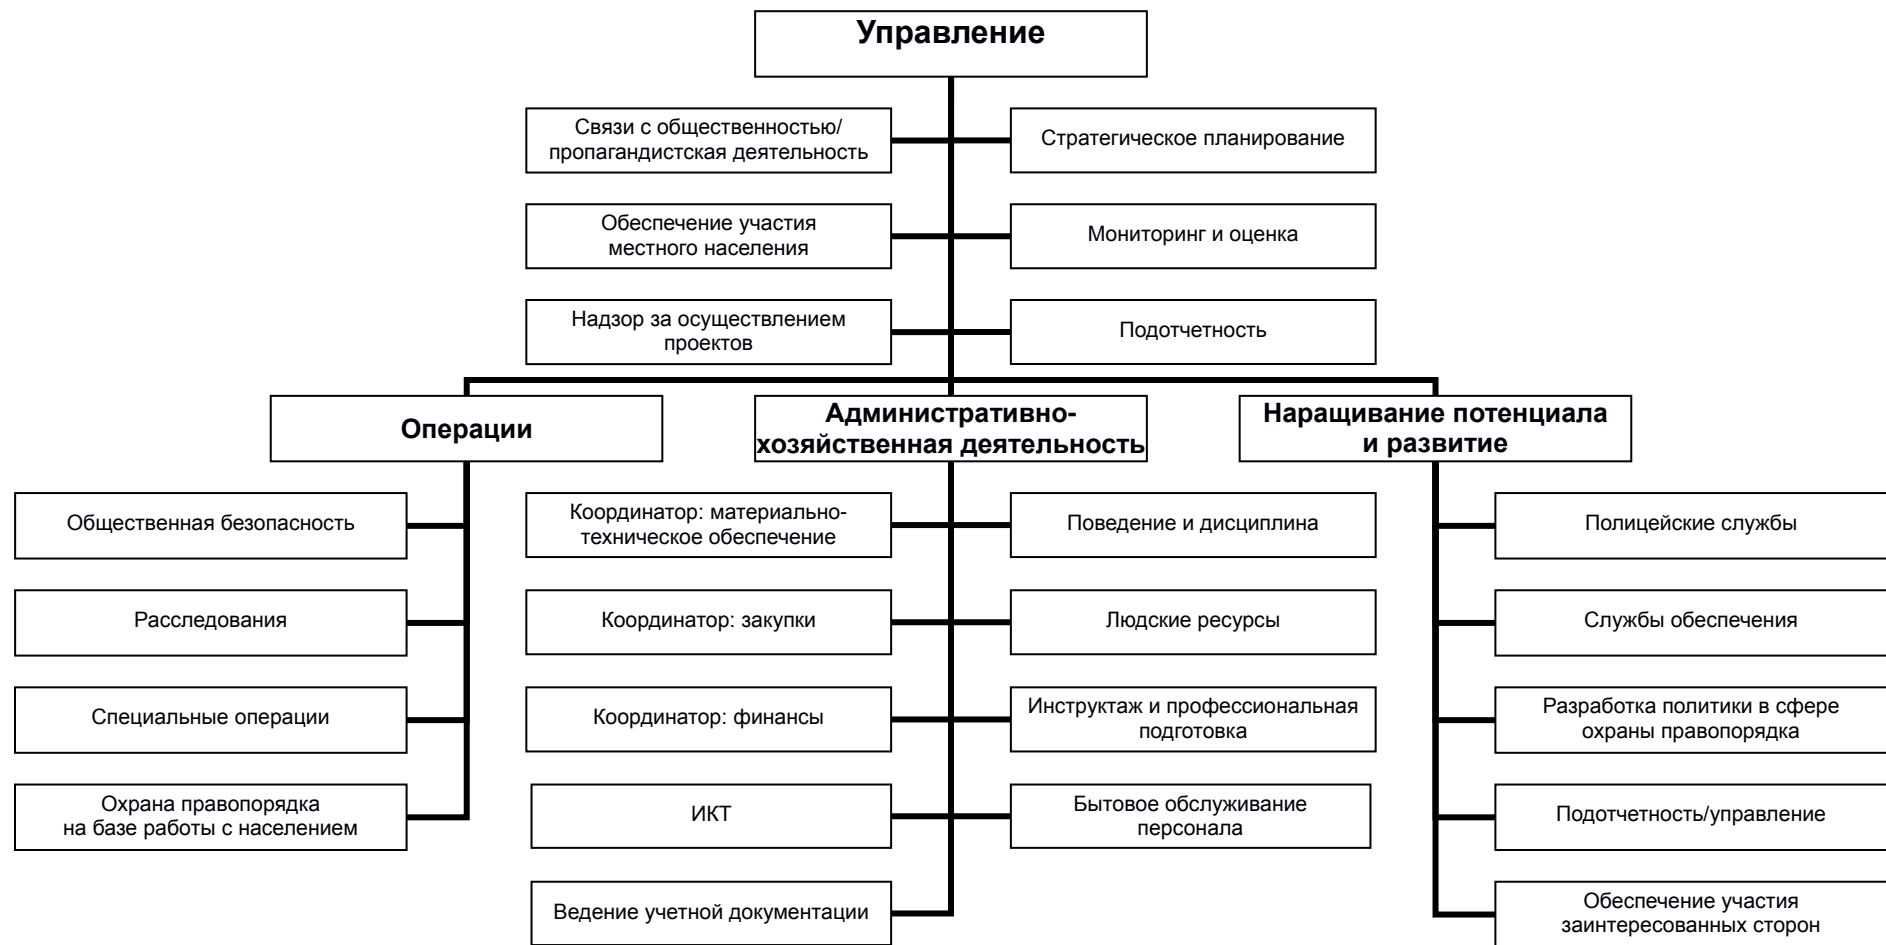 Управление
Связи с общественностью/
пропагандистская деятельность
Стратегическое планирование
Обеспечение участия
местного населения
Мониторинг и оценка
Надзор за осуществлением
проектов
Подотчетность
Операции
Административно-
хозяйственная деятельность
Наращивание потенциала
и развитие
Общественная безопасность
Координатор: материально-
техническое обеспечение
Поведение и дисциплина
Полицейские службы
Расследования
Координатор: закупки
Людские ресурсы
Службы обеспечения
Специальные операции
Координатор: финансы
Инструктаж и профессиональная
подготовка
Разработка политики в сфере
охраны правопорядка
Охрана правопорядка
на базе работы с населением
ИКТ
Бытовое обслуживание
персонала
Подотчетность/управление
Ведение учетной документации
Обеспечение участия
заинтересованных сторон